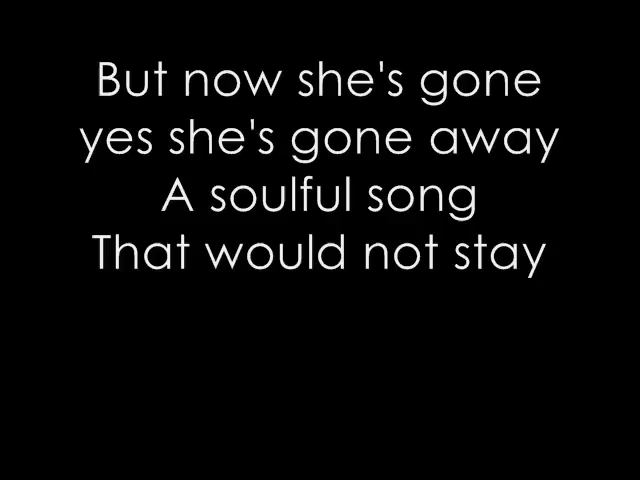 But now she's gone
yes she's gone away
A soulful song
That would not stay